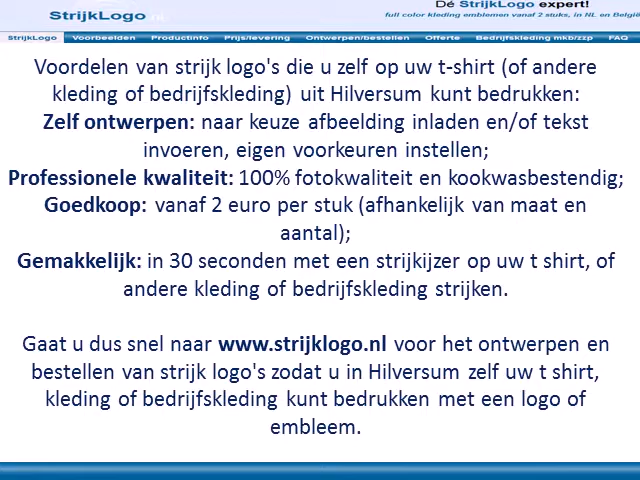 StrijkLogo
Dé StrijkLogo expert!
full color kleding emblemen vanaf 2 stuks, in NL en België
StrijkLogo Voorbeelden Productinfo Prijs/levering Ontwerpen/bestellen Offerte Bedrijfskleding mkb/zzp FAQ
Voordelen van strijk logo's die u zelf op uw t-shirt (of andere
kleding of bedrijfskleding) uit Hilversum kunt bedrukken:
Zelf ontwerpen: naar keuze afbeelding inladen en/of tekst
invoeren, eigen voorkeuren instellen;
Professionele kwaliteit: 100% fotokwaliteit en kookwasbestendig;
Goedkoop: vanaf 2 euro per stuk (afhankelijk van maat en
aantal);
Gemakkelijk: in 30 seconden met een strijkijzer op uw t shirt, of
andere kleding of bedrijfskleding strijken.
Gaat u dus snel naar www.strijklogo.nl voor het ontwerpen en
bestellen van strijk logo's zodat u in Hilversum zelf uw t shirt,
kleding of bedrijfskleding kunt bedrukken met een logo of
embleem.